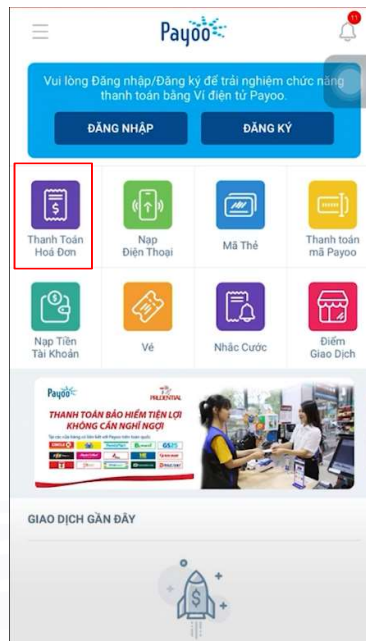 Payoo
11
Vui lòng Đăng nhập/Đăng ký để trải nghiệm chức năng
thanh toán bằng Ví điện tử Payoo.
ĐĂNG NHẬP
ĐĂNG KÝ
Thanh Toán
Hoá Đơn
Nạp
Điện Thoại
Mã Thẻ
Thanh toán
mã Payoo
Nạp Tiền
Tài Khoản
Vé
Nhắc Cước
Điểm
Giao Dịch
Payoo
PRUDENTIAL
THANH TOÁN BẢO HIỂM TIỆN LỢI
KHÔNG CẦN NGHĨ NGỢI
GS25
GIAO DỊCH GẦN ĐÂY